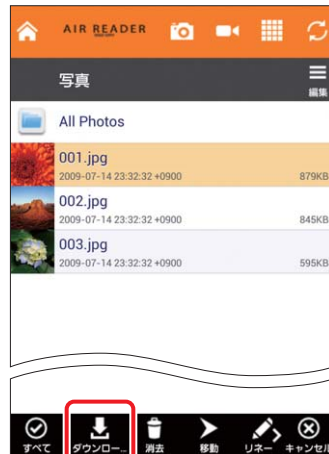 AIR READER
写真
編集
All Photos
001.jpg
2009-07-14 23:32:32 +0900 879KB
002.jpg
2009-07-14 23:32:32 +0900 845KB
003.jpg
2009-07-14 23:32:32 +0900 595KB
すべて ダウンロー... 消去 移動 リネー キャンセル